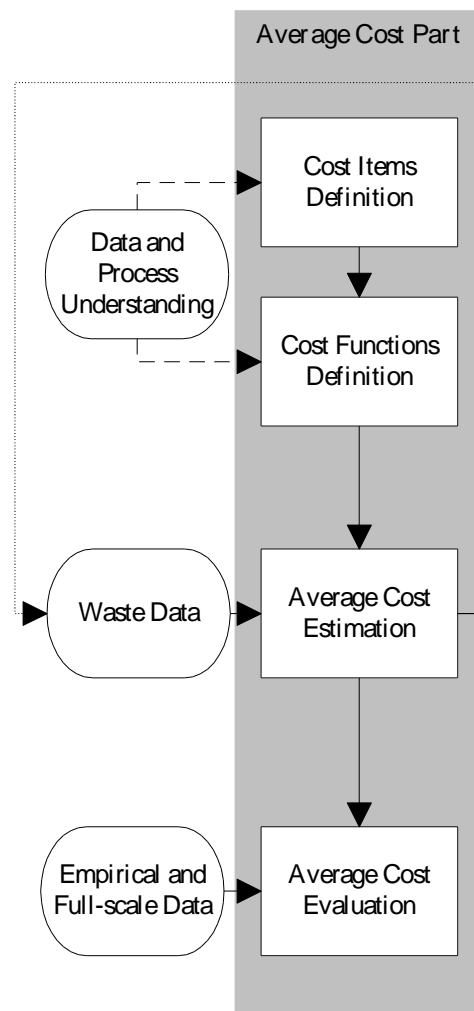 Average Cost Part
Cost Items
Definition
Data and
Process
Understanding
Cost Functions
Definition
Waste Data
Average Cost
Estimation
Empirical and
Full-scale Data
Average Cost
Evaluation